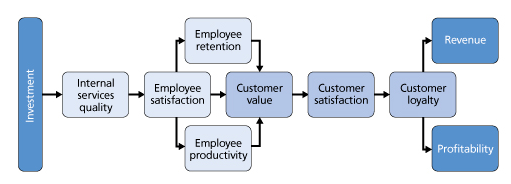 Investment
Internal
services
quality
Employee
satisfaction
Employee
retention
Employee
productivity
Customer
value
Customer
satisfaction
Customer
loyalty
Revenue
Profitability